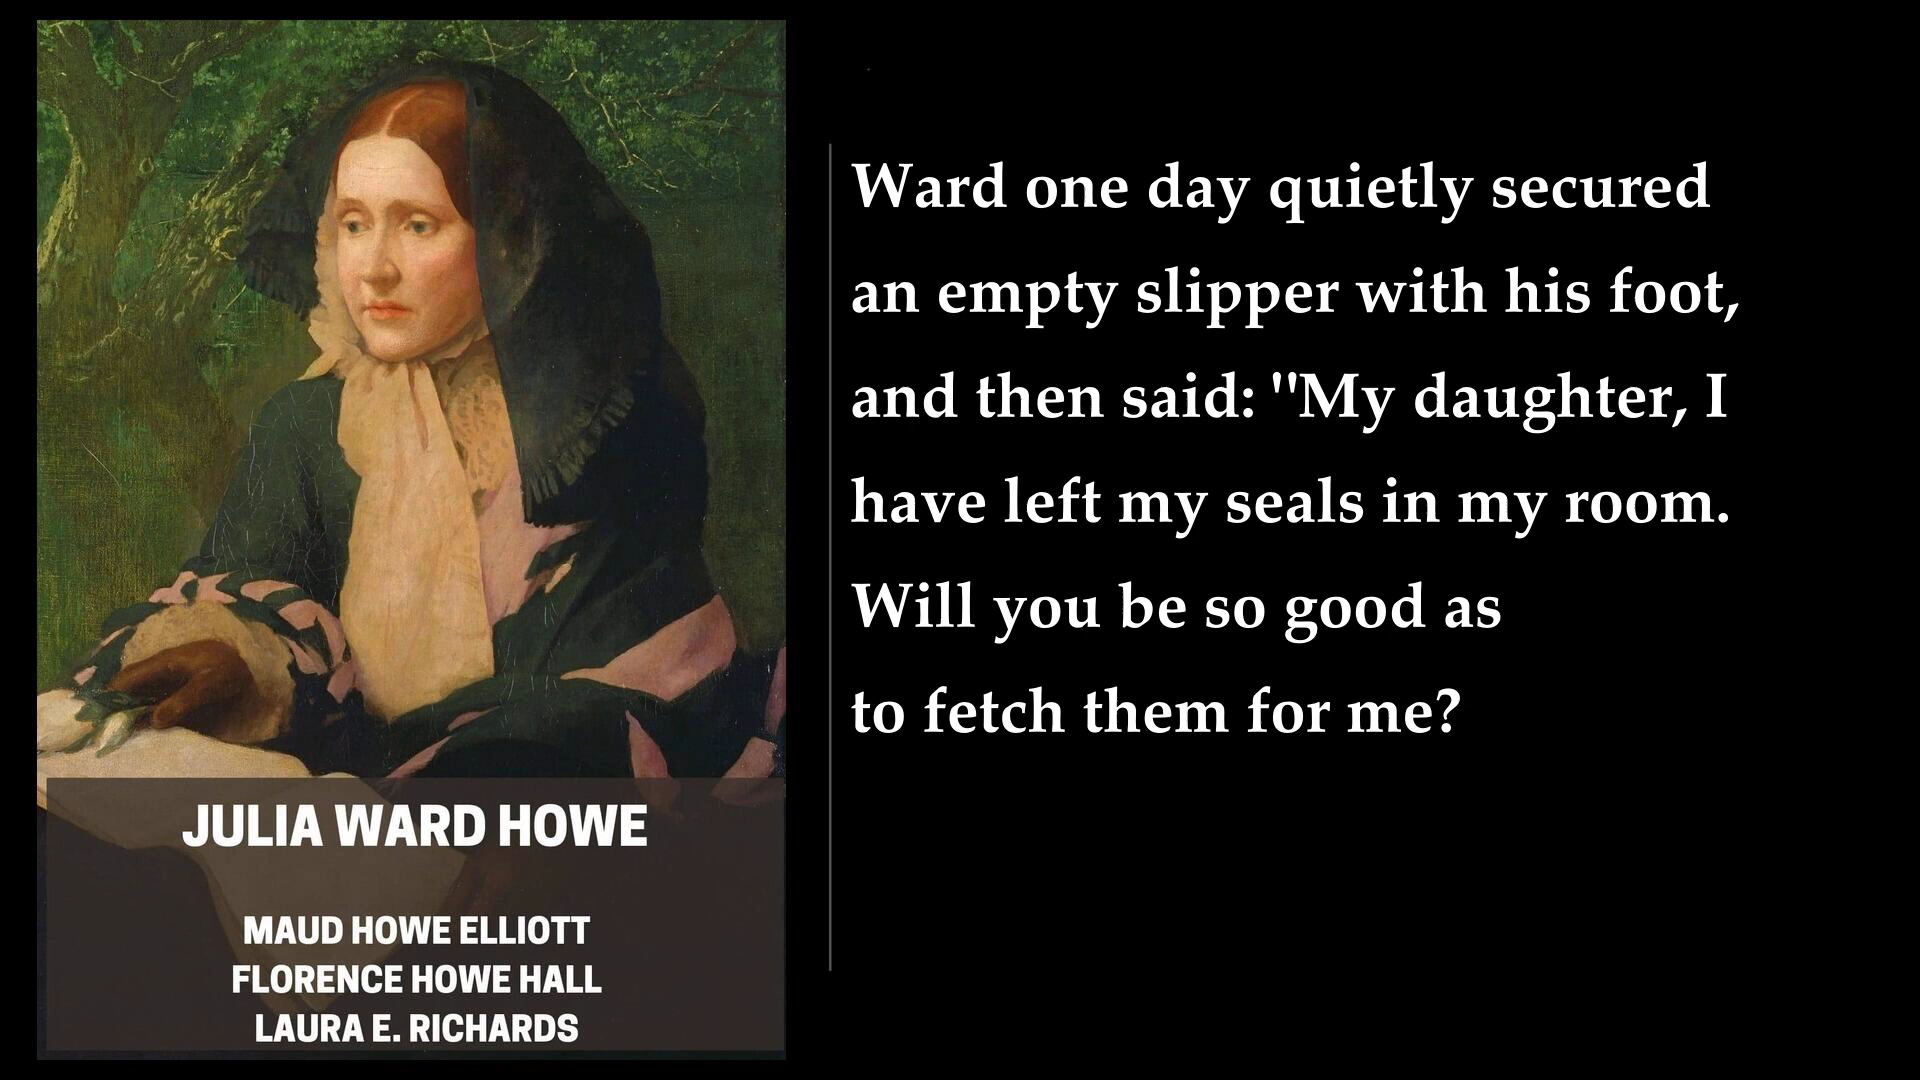 JULIA WARD HOWE
MAUD HOWE ELLIOTT
FLORENCE HOWE HALL
LAURA E. RICHARDS
Ward one day quietly secured
an empty slipper with his foot,
and then said: "My daughter, I
have left my seals in my room.
Will you be so good as
to fetch them for me?